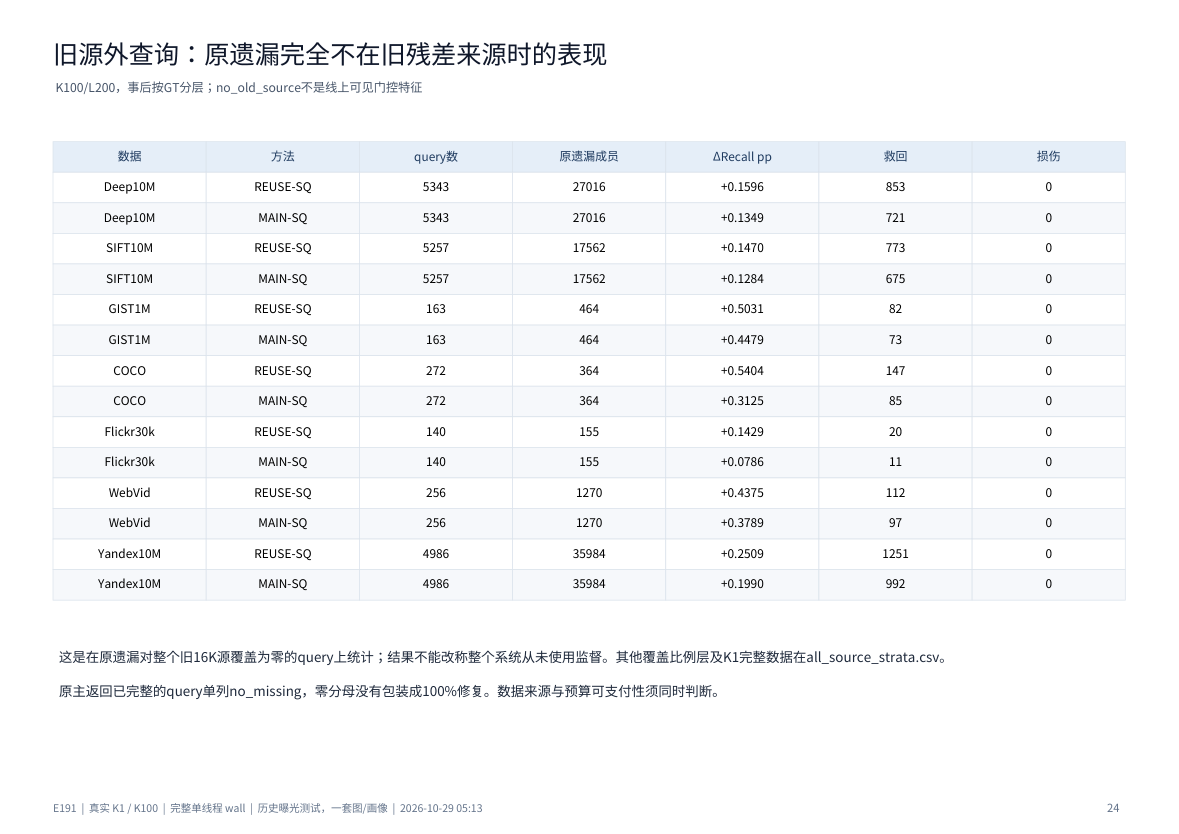 旧源外查询：原遗漏完全不在旧残差来源时的表现
K100/L200，事后按GT分层；no_old_source不是线上可见门控特征
数据 方法 query数 原遗漏成员 ΔRecall pp 救回 损伤
Deep10M REUSE-SQ 5343 27016 +0.1596 853 0
Deep10M MAIN-SQ 5343 27016 +0.1349 721 0
SIFT10M REUSE-SQ 5257 17562 +0.1470 773 0
SIFT10M MAIN-SQ 5257 17562 +0.1284 675 0
GIST1M REUSE-SQ 163 464 +0.5031 82 0
GIST1M MAIN-SQ 163 464 +0.4479 73 0
COCO REUSE-SQ 272 364 +0.5404 147 0
COCO MAIN-SQ 272 364 +0.3125 85 0
Flickr30k REUSE-SQ 140 155 +0.1429 20 0
Flickr30k MAIN-SQ 140 155 +0.0786 11 0
WebVid REUSE-SQ 256 1270 +0.4375 112 0
WebVid MAIN-SQ 256 1270 +0.3789 97 0
Yandex10M REUSE-SQ 4986 35984 +0.2509 1251 0
Yandex10M MAIN-SQ 4986 35984 +0.1990 992 0
这是在原遗漏对整个旧16K源覆盖为零的query上统计；结果不能改称整个系统从未使用监督。其他覆盖比例层及K1完整数据在all_source_strata.csv。
原主返回已完整的query单列no_missing，零分母没有包装成100%修复。数据来源与预算可支付性须同时判断。
E191 | 真实 K1 / K100 | 完整单线程 wall | 历史曝光测试，一套图/画像 | 2026-10-29 05:13
24